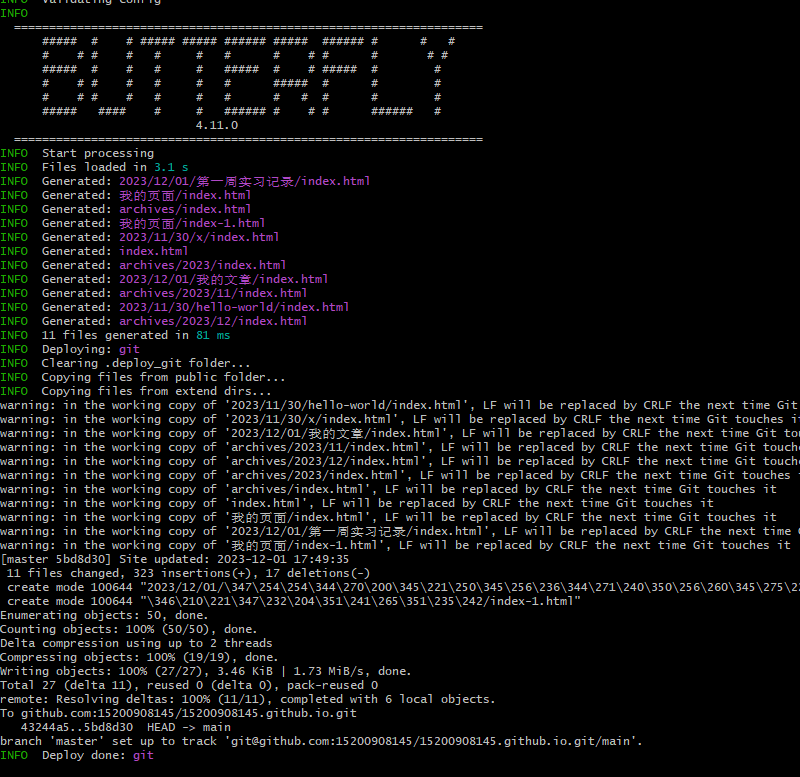 INFO  Validating config
INFO
===================================================================
BUTTERFLY
4.11.0
===================================================================
INFO  Start processing
INFO  Files loaded in 3.1 s
INFO  Generated: 2023/12/01/第一周实习记录/index.html
INFO  Generated: 我的页面/index.html
INFO  Generated: archives/index.html
INFO  Generated: 我的页面/index-1.html
INFO  Generated: 2023/11/30/x/index.html
INFO  Generated: index.html
INFO  Generated: archives/2023/index.html
INFO  Generated: 2023/12/01/我的文章/index.html
INFO  Generated: archives/2023/11/index.html
INFO  Generated: 2023/11/30/hello-world/index.html
INFO  Generated: archives/2023/12/index.html
INFO  11 files generated in 81 ms
INFO  Deploying: git
INFO  Clearing .deploy_git folder...
INFO  Copying files from public folder...
INFO  Copying files from extend dirs...
warning: in the working copy of '2023/11/30/hello-world/index.html', LF will be replaced by CRLF the next time Git
warning: in the working copy of '2023/11/30/x/index.html', LF will be replaced by CRLF the next time Git touches it
warning: in the working copy of '2023/12/01/我的文章/index.html', LF will be replaced by CRLF the next time Git tou
warning: in the working copy of 'archives/2023/11/index.html', LF will be replaced by CRLF the next time Git touche
warning: in the working copy of 'archives/2023/12/index.html', LF will be replaced by CRLF the next time Git touche
warning: in the working copy of 'archives/2023/index.html', LF will be replaced by CRLF the next time Git touches i
warning: in the working copy of 'archives/index.html', LF will be replaced by CRLF the next time Git touches it
warning: in the working copy of 'index.html', LF will be replaced by CRLF the next time Git touches it
warning: in the working copy of '我的页面/index.html', LF will be replaced by CRLF the next time Git touches it
warning: in the working copy of '2023/12/01/第一周实习记录/index.html', LF will be replaced by CRLF the next time G
warning: in the working copy of '我的页面/index-1.html', LF will be replaced by CRLF the next time Git touches it
[master 5bd8d30] Site updated: 2023-12-01 17:49:35
11 files changed, 323 insertions(+), 17 deletions(-)
create mode 100644 "2023/12/01/\347\254\254\344\270\200\345\221\250\345\256\236\344\271\240\350\256\260\345\275\2
create mode 100644 "\346\210\221\347\232\204\351\241\265\351\235\242/index-1.html"
Enumerating objects: 50, done.
Counting objects: 100% (50/50), done.
Delta compression using up to 2 threads
Compressing objects: 100% (19/19), done.
Writing objects: 100% (27/27), 3.46 KiB | 1.73 MiB/s, done.
Total 27 (delta 11), reused 0 (delta 0), pack-reused 0
remote: Resolving deltas: 100% (11/11), completed with 6 local objects.
To github.com:15200908145/15200908145.github.io.git
43244a5..5bd8d30  HEAD -> main
branch 'master' set up to track 'git@github.com:15200908145/15200908145.github.io.git/main'.
INFO  Deploy done: git